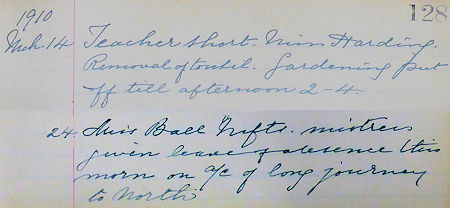 128
1910
Mch. 14 Teacher short. Miss Harding.
Removal of tonsil. Gardening put
off till afternoon 2-4.
24 Miss Ball Infts. mistress
given leave of absence this
morn on a/c of long journey
to North